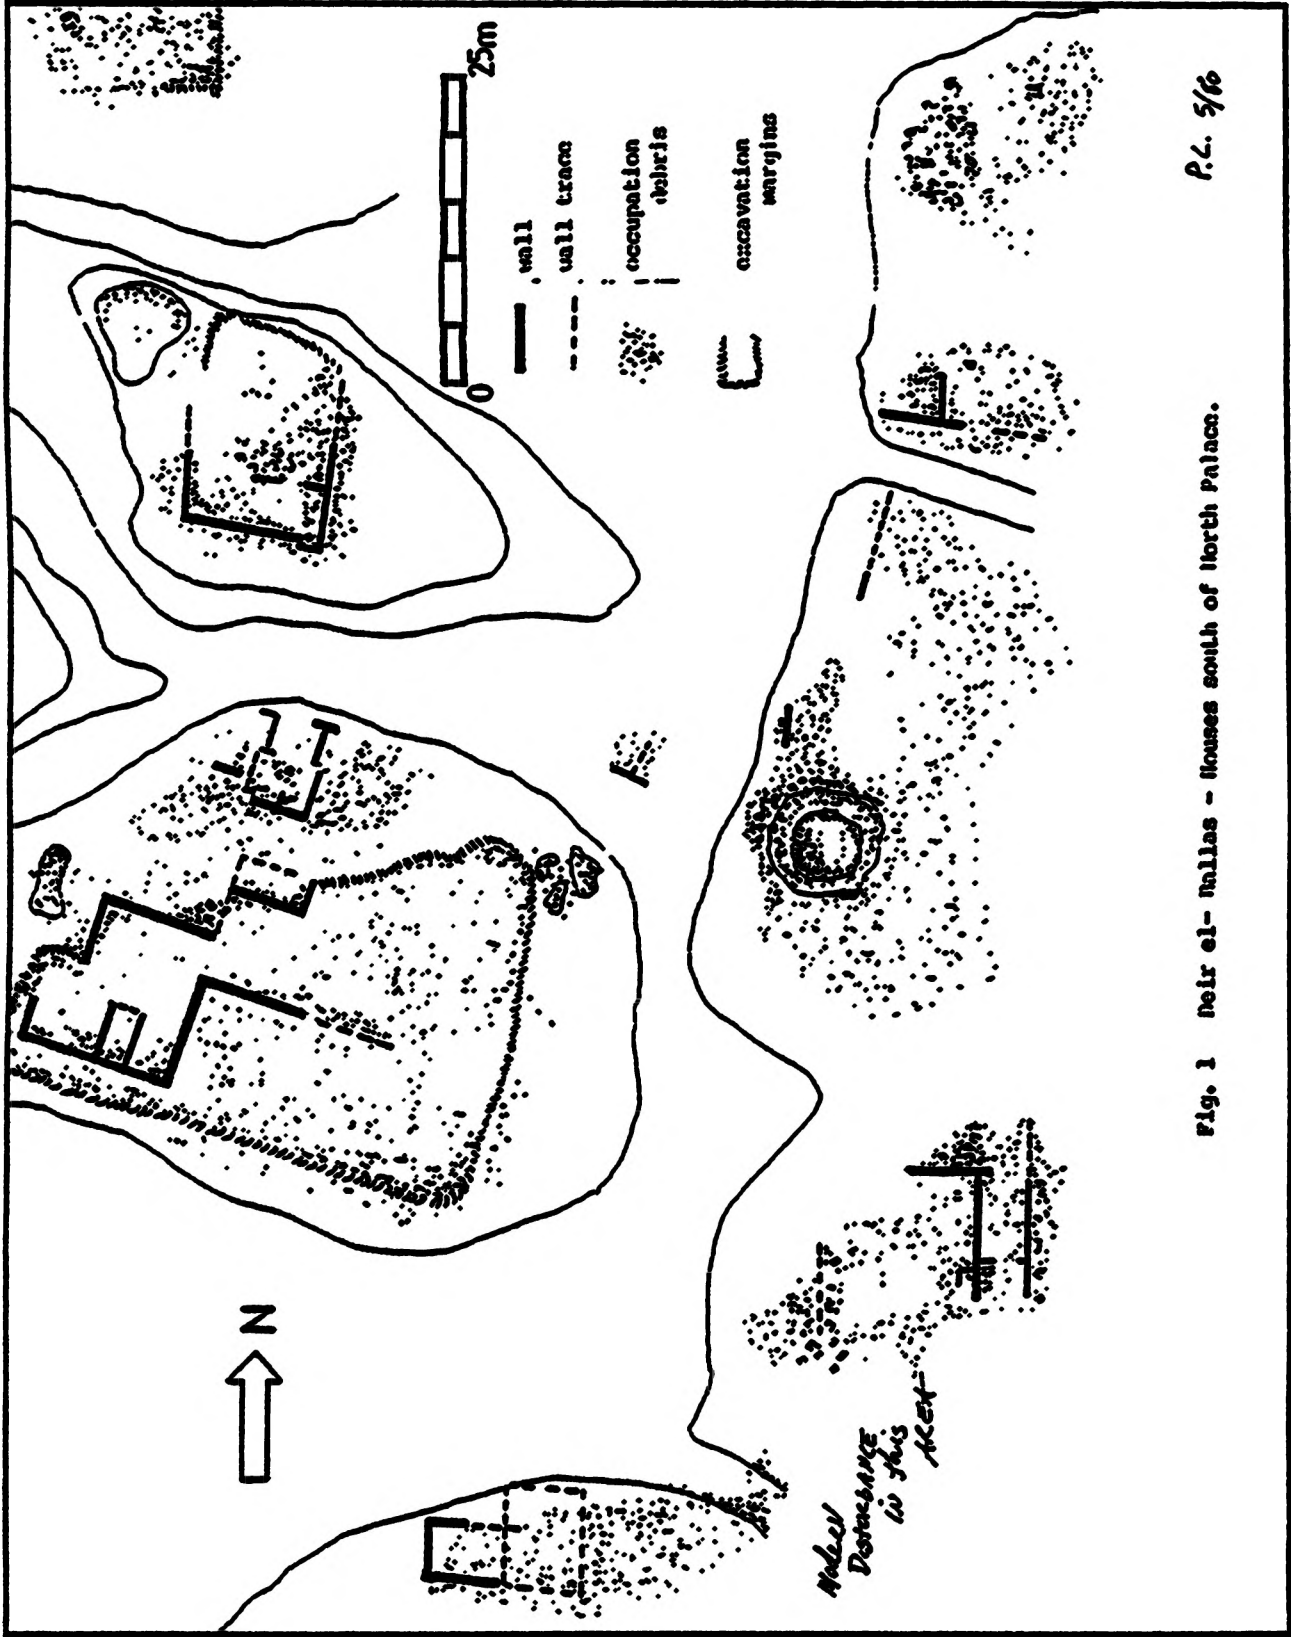 N
0
25m
wall
wall trace
occupation
debris
excavation
margins
Modern
Disturbance
in this
AREA
Fig. 1 Deir el- Ballas - Houses south of North Palace.
P.L. 5/86